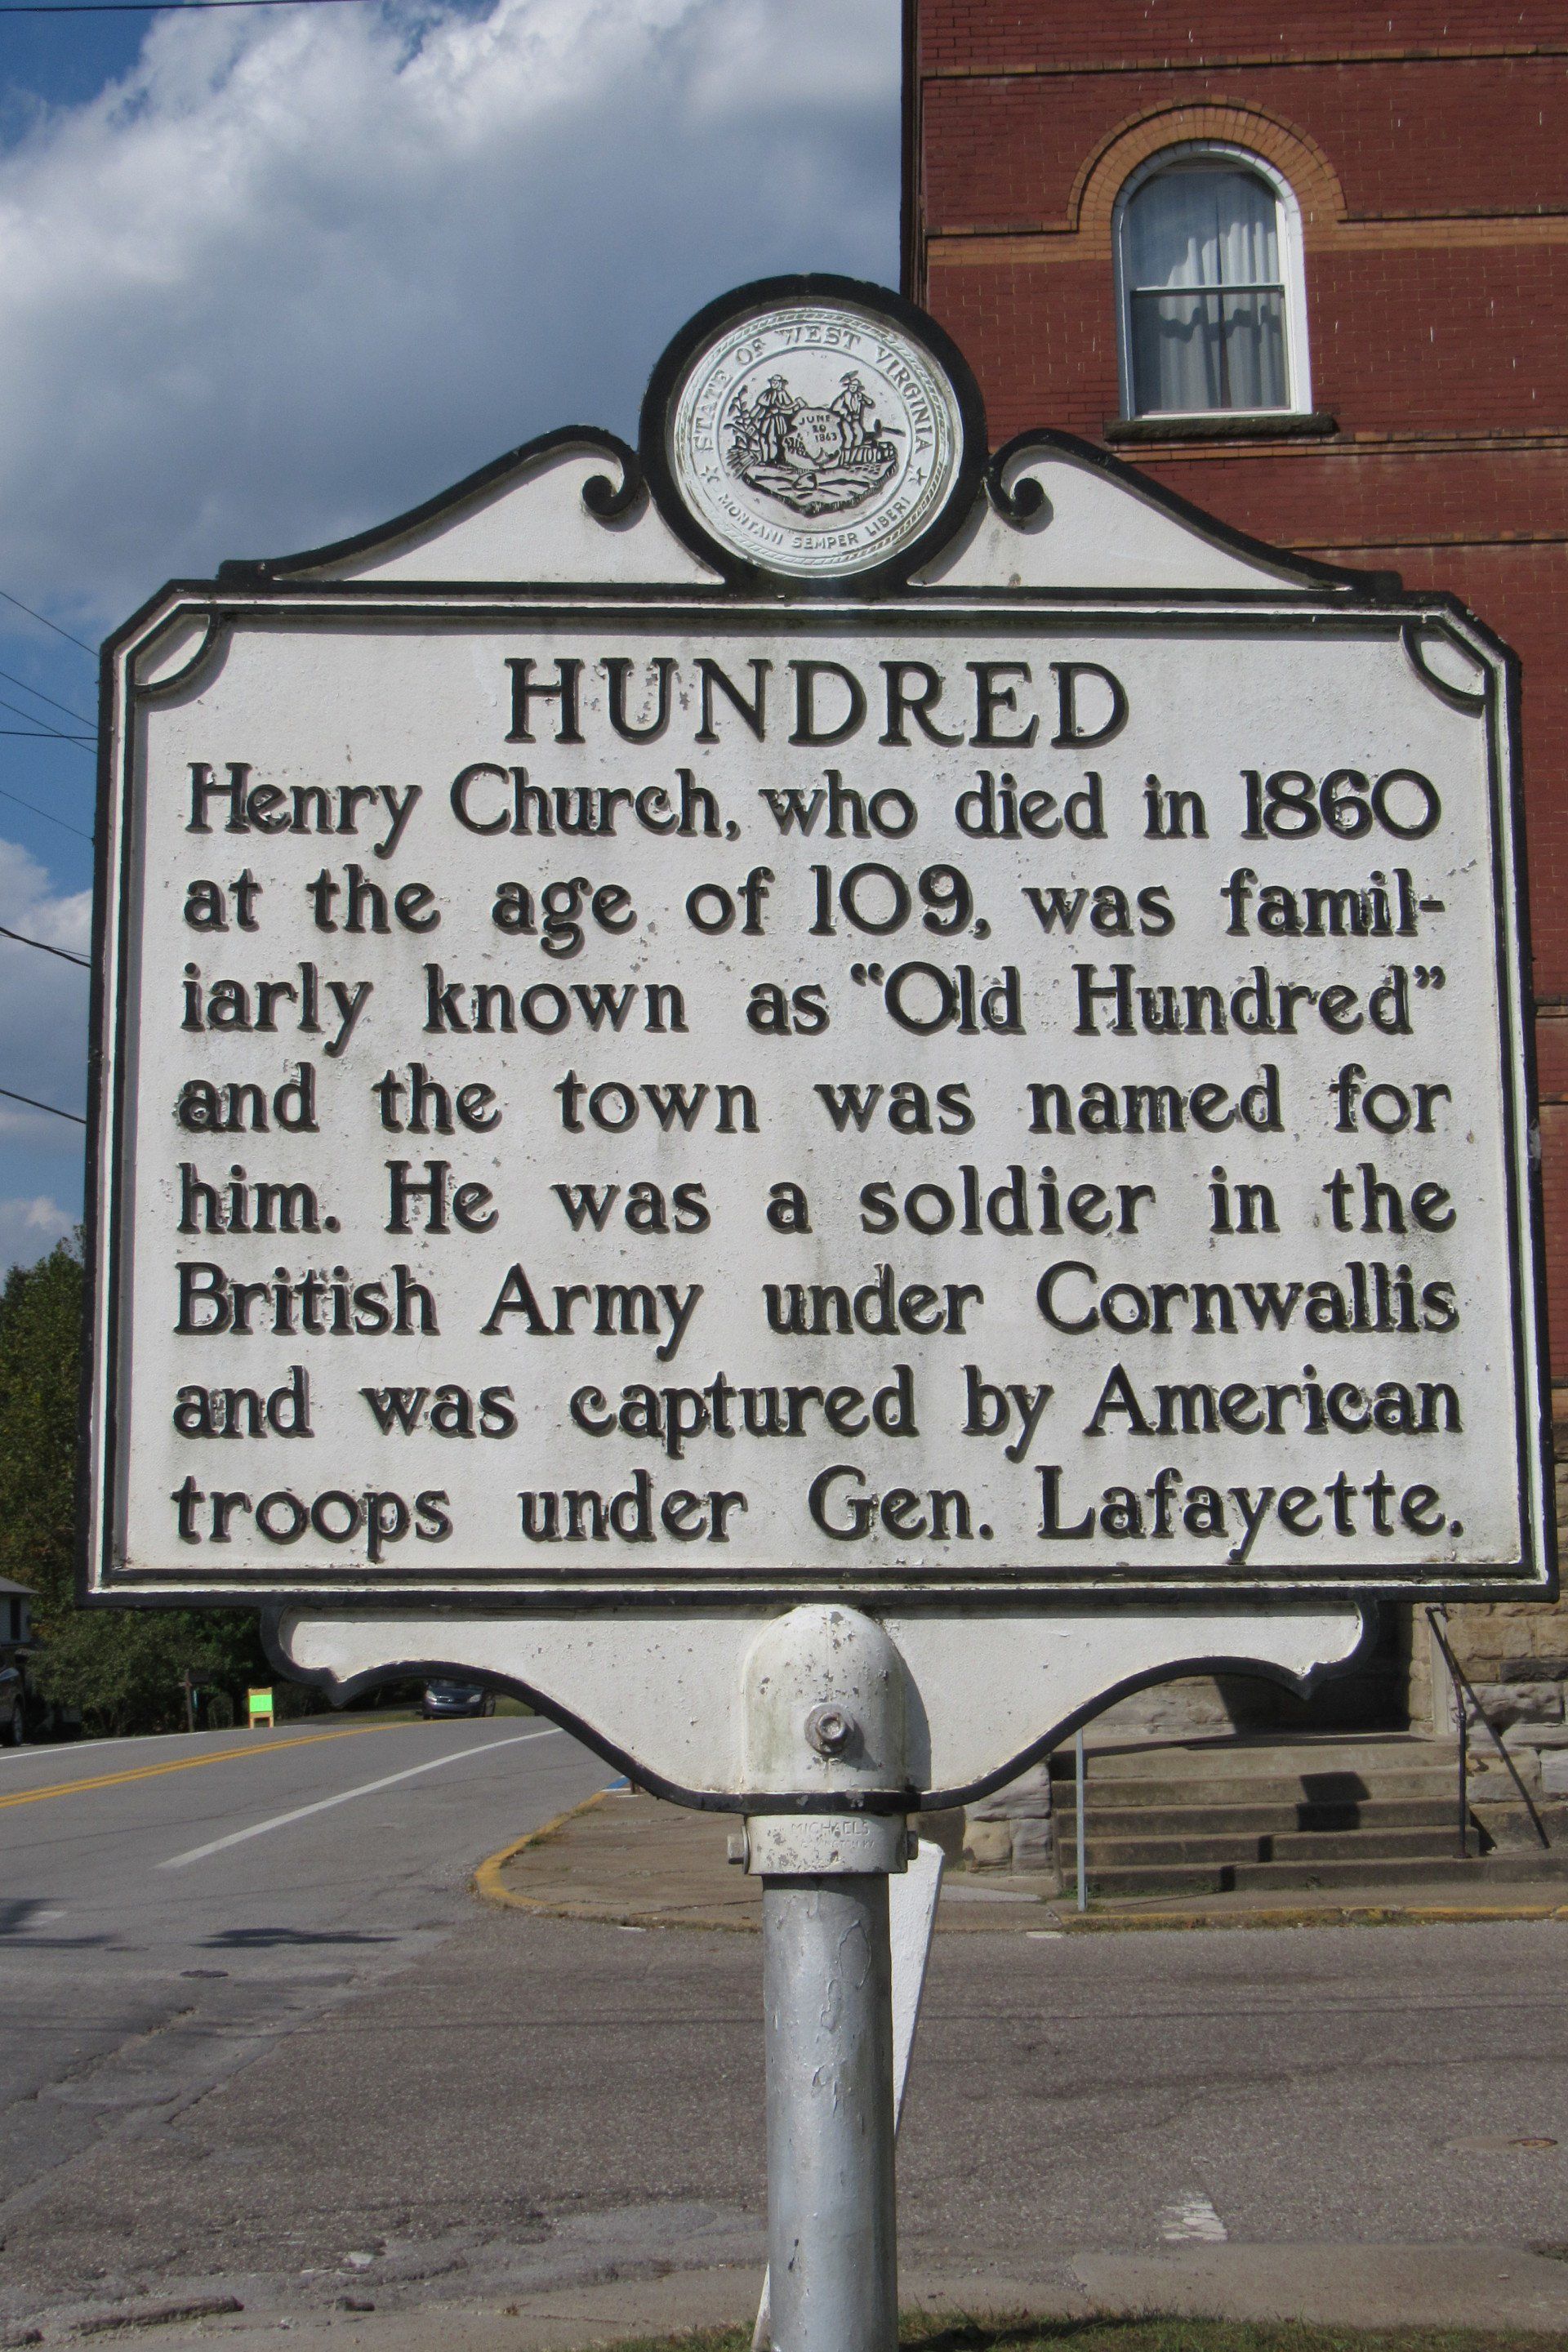 STATE OF WEST VIRGINIA
JUNE
20
1863
MONTANI SEMPER LIBERI
HUNDRED
Henry Church, who died in 1860
at the age of 109, was famil-
iarly known as "Old Hundred"
and the town was named for
him. He was a soldier in the
British Army under Cornwallis
and was captured by American
troops under Gen. Lafayette.
MICHAELS